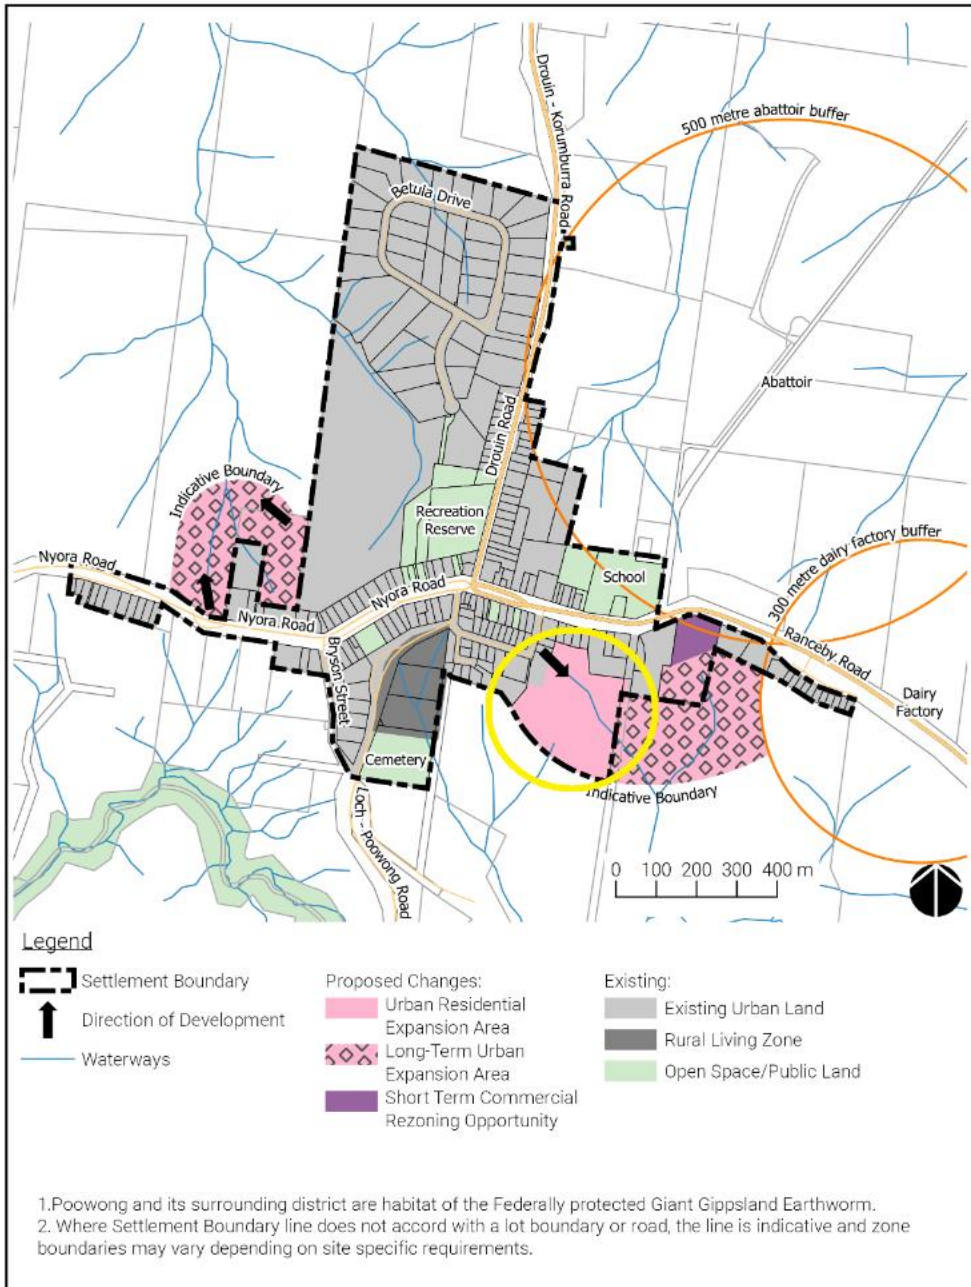 Drouin - Korumburra Road
500 metre abattoir buffer
Betula Drive
Abattoir
Drouin Road
Indicative Boundary
Recreation
Reserve
300 metre dairy factory buffer
Nyora Road
School
Nyora Road
Nyora Road
Ranceby Road
Bryson Street
Dairy
Factory
Cemetery
Indicative Boundary
Loch - Poowong Road
0 100 200 300 400 m
Legend
Settlement Boundary
Direction of Development
Waterways
Proposed Changes:
Urban Residential
Expansion Area
Long-Term Urban
Expansion Area
Short Term Commercial
Rezoning Opportunity
Existing:
Existing Urban Land
Rural Living Zone
Open Space/Public Land
1.Poowong and its surrounding district are habitat of the Federally protected Giant Gippsland Earthworm.
2. Where Settlement Boundary line does not accord with a lot boundary or road, the line is indicative and zone
boundaries may vary depending on site specific requirements.